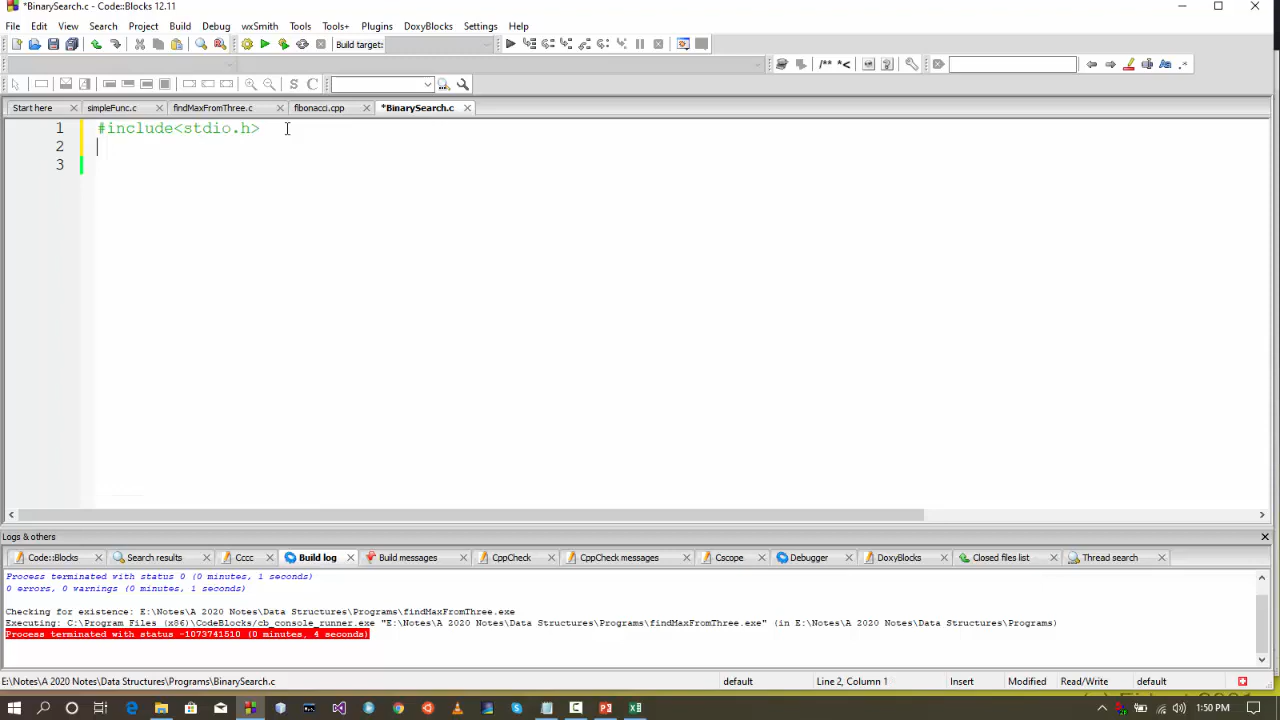 *BinarySearch.c - Code::Blocks 12.11
File Edit View Search Project Build Debug wxSmith Tools Tools+ Plugins DoxyBlocks Settings Help
Build target:
/** *<
Start here simpleFunc.c findMaxFromThree.c fibonacci.cpp *BinarySearch.c
1 #include<stdio.h>
2
3
Logs & others
Code::Blocks Search results Cccc Build log Build messages CppCheck CppCheck messages Cscope Debugger DoxyBlocks Closed files list Thread search
Process terminated with status 0 (0 minutes, 1 seconds)
0 errors, 0 warnings (0 minutes, 1 seconds)
Checking for existence: E:\Notes\A 2020 Notes\Data Structures\Programs\findMaxFromThree.exe
Executing: C:\Program Files (x86)\CodeBlocks/cb_console_runner.exe "E:\Notes\A 2020 Notes\Data Structures\Programs\findMaxFromThree.exe" (in E:\Notes\A 2020 Notes\Data Structures\Programs)
Process terminated with status -1073741510 (0 minutes, 4 seconds)
E:\Notes\A 2020 Notes\Data Structures\Programs\BinarySearch.c default Line 2, Column 1 Insert Modified Read/Write default
1:50 PM